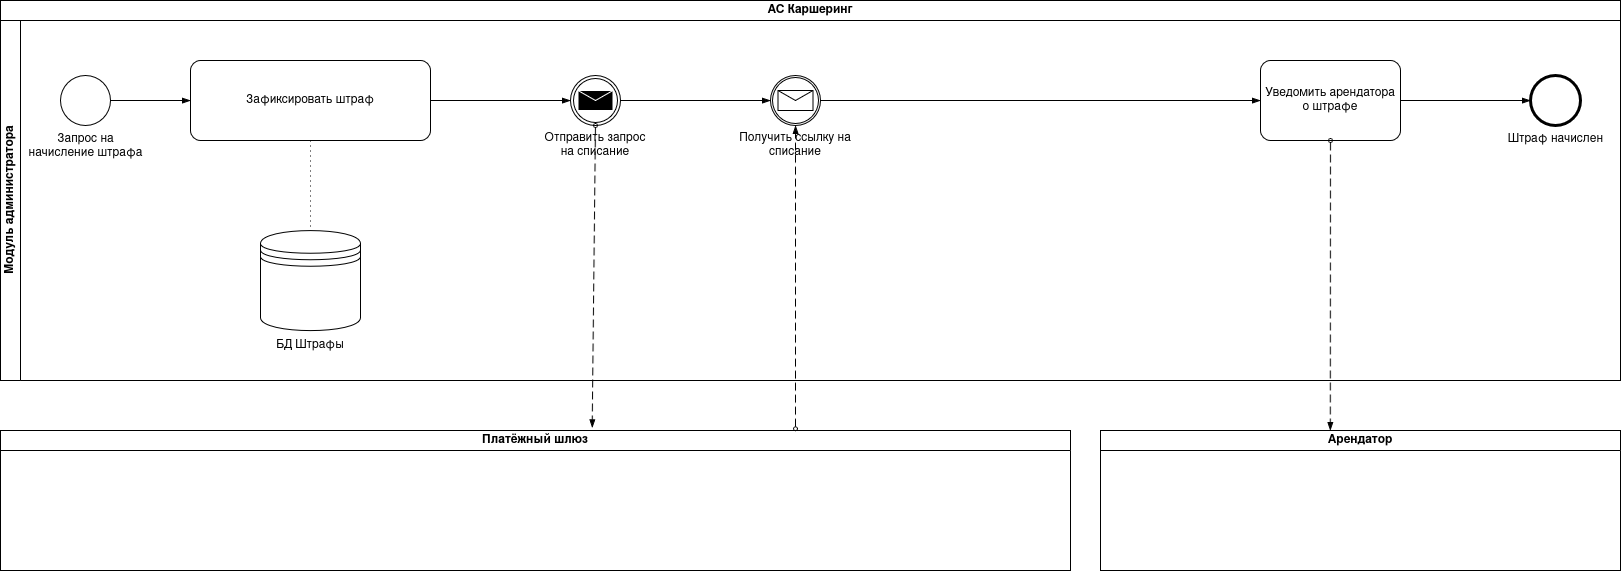 АС Каршеринг
Модуль администратора
Запрос на
начисление штрафа
Зафиксировать штраф
БД Штрафы
Отправить запрос
на списание
Получить ссылку на
списание
Уведомить арендатора
о штрафе
Штраф начислен
Платёжный шлюз
Арендатор